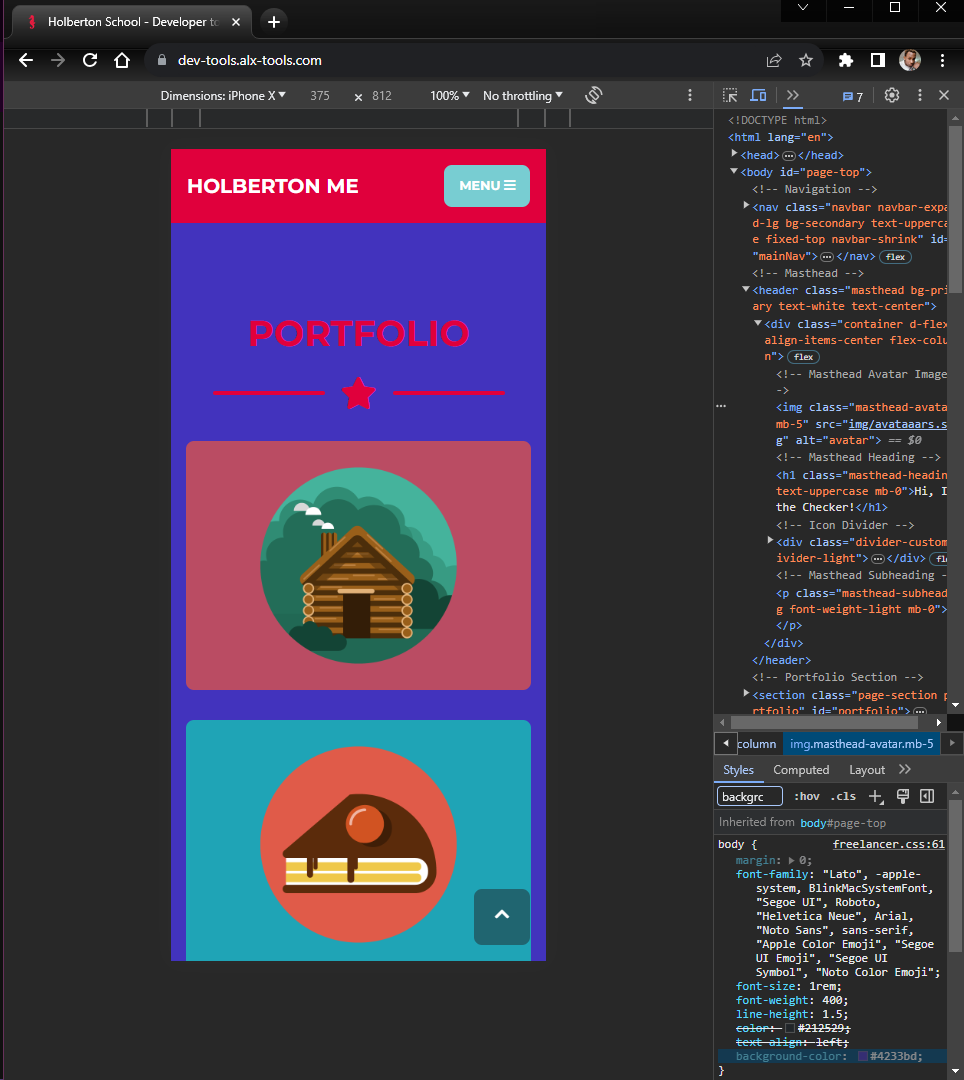 Holberton School - Developer to
dev-tools.alx-tools.com
Dimensions: iPhone X 375 × 812 100% No throttling
7
HOLBERTON ME
MENU
PORTFOLIO
<!DOCTYPE html>
<html lang="en">
<head>…</head>
<body id="page-top">
<!-- Navigation -->
<nav class="navbar navbar-expa
d-lg bg-secondary text-upperca
e fixed-top navbar-shrink" id=
"mainNav">…</nav> flex
<!-- Masthead -->
<header class="masthead bg-pri
ary text-white text-center">
<div class="container d-flex
align-items-center flex-colu
n"> flex
<!-- Masthead Avatar Image
->
<img class="masthead-avata
mb-5" src="img/avataaars.s
g" alt="avatar"> == $0
<!-- Masthead Heading -->
<h1 class="masthead-headin
text-uppercase mb-0">Hi, I
the Checker!</h1>
<!-- Icon Divider -->
<div class="divider-custom
ivider-light">…</div> fl
<!-- Masthead Subheading -
<p class="masthead-subhead
g font-weight-light mb-0">
</p>
</div>
</header>
<!-- Portfolio Section -->
<section class="page-section p
rtfolio" id="portfolio">…
column img.masthead-avatar.mb-5
Styles Computed Layout
backgrc :hov .cls
Inherited from body#page-top
body { freelancer.css:61
margin: 0;
font-family: "Lato", -apple-
system, BlinkMacSystemFont,
"Segoe UI", Roboto,
"Helvetica Neue", Arial,
"Noto Sans", sans-serif,
"Apple Color Emoji", "Segoe
UI Emoji", "Segoe UI
Symbol", "Noto Color Emoji";
font-size: 1rem;
font-weight: 400;
line-height: 1.5;
color: #212529;
text-align: left;
background-color: #4233bd;
}